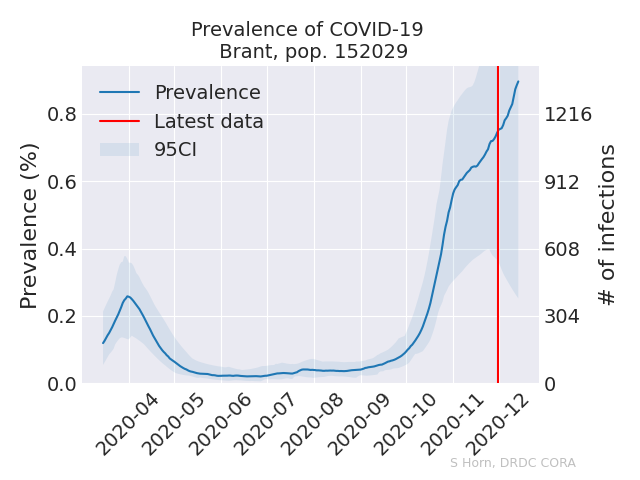 Prevalence of COVID-19
Brant, pop. 152029
Prevalence
Latest data
95CI
Prevalence (%)
0.8
0.6
0.4
0.2
0.0
1216
912
608
304
0
# of infections
2020-04
2020-05
2020-06
2020-07
2020-08
2020-09
2020-10
2020-11
2020-12
S Horn, DRDC CORA